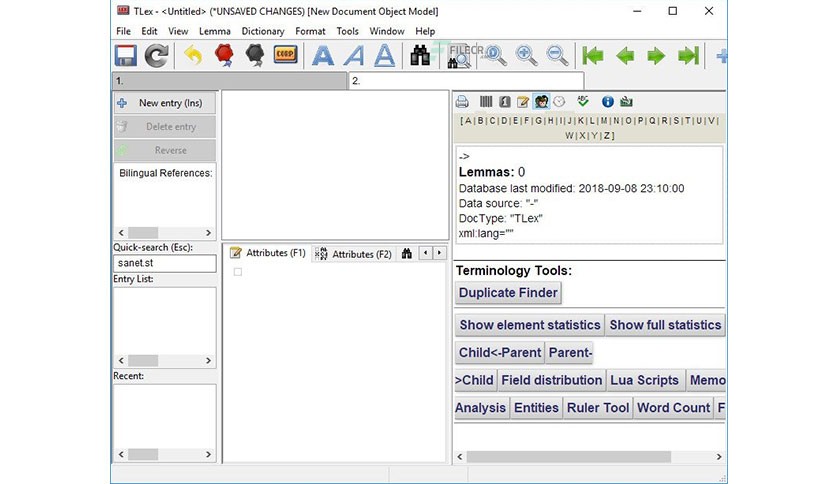 TLex - <Untitled> (*UNSAVED CHANGES) [New Document Object Model]
File Edit View Lemma Dictionary Format Tools Window Help
CORP A A A FILECR
1. 2.
New entry (Ins)
Delete entry
Reverse
Bilingual References:
Quick-search (Esc):
sanet.st
Entry List:
Recent:
Attributes (F1) Attributes (F2)
[ A | B | C | D | E | F | G | H | I | J | K | L | M | N | O | P | Q | R | S | T | U | V |
W | X | Y | Z ]
->
Lemmas: 0
Database last modified: 2018-09-08 23:10:00
Data source: "-"
DocType: "TLex"
xml:lang=""
Terminology Tools:
Duplicate Finder
Show element statistics Show full statistics
Child<-Parent Parent-
>Child Field distribution Lua Scripts Memo
Analysis Entities Ruler Tool Word Count F